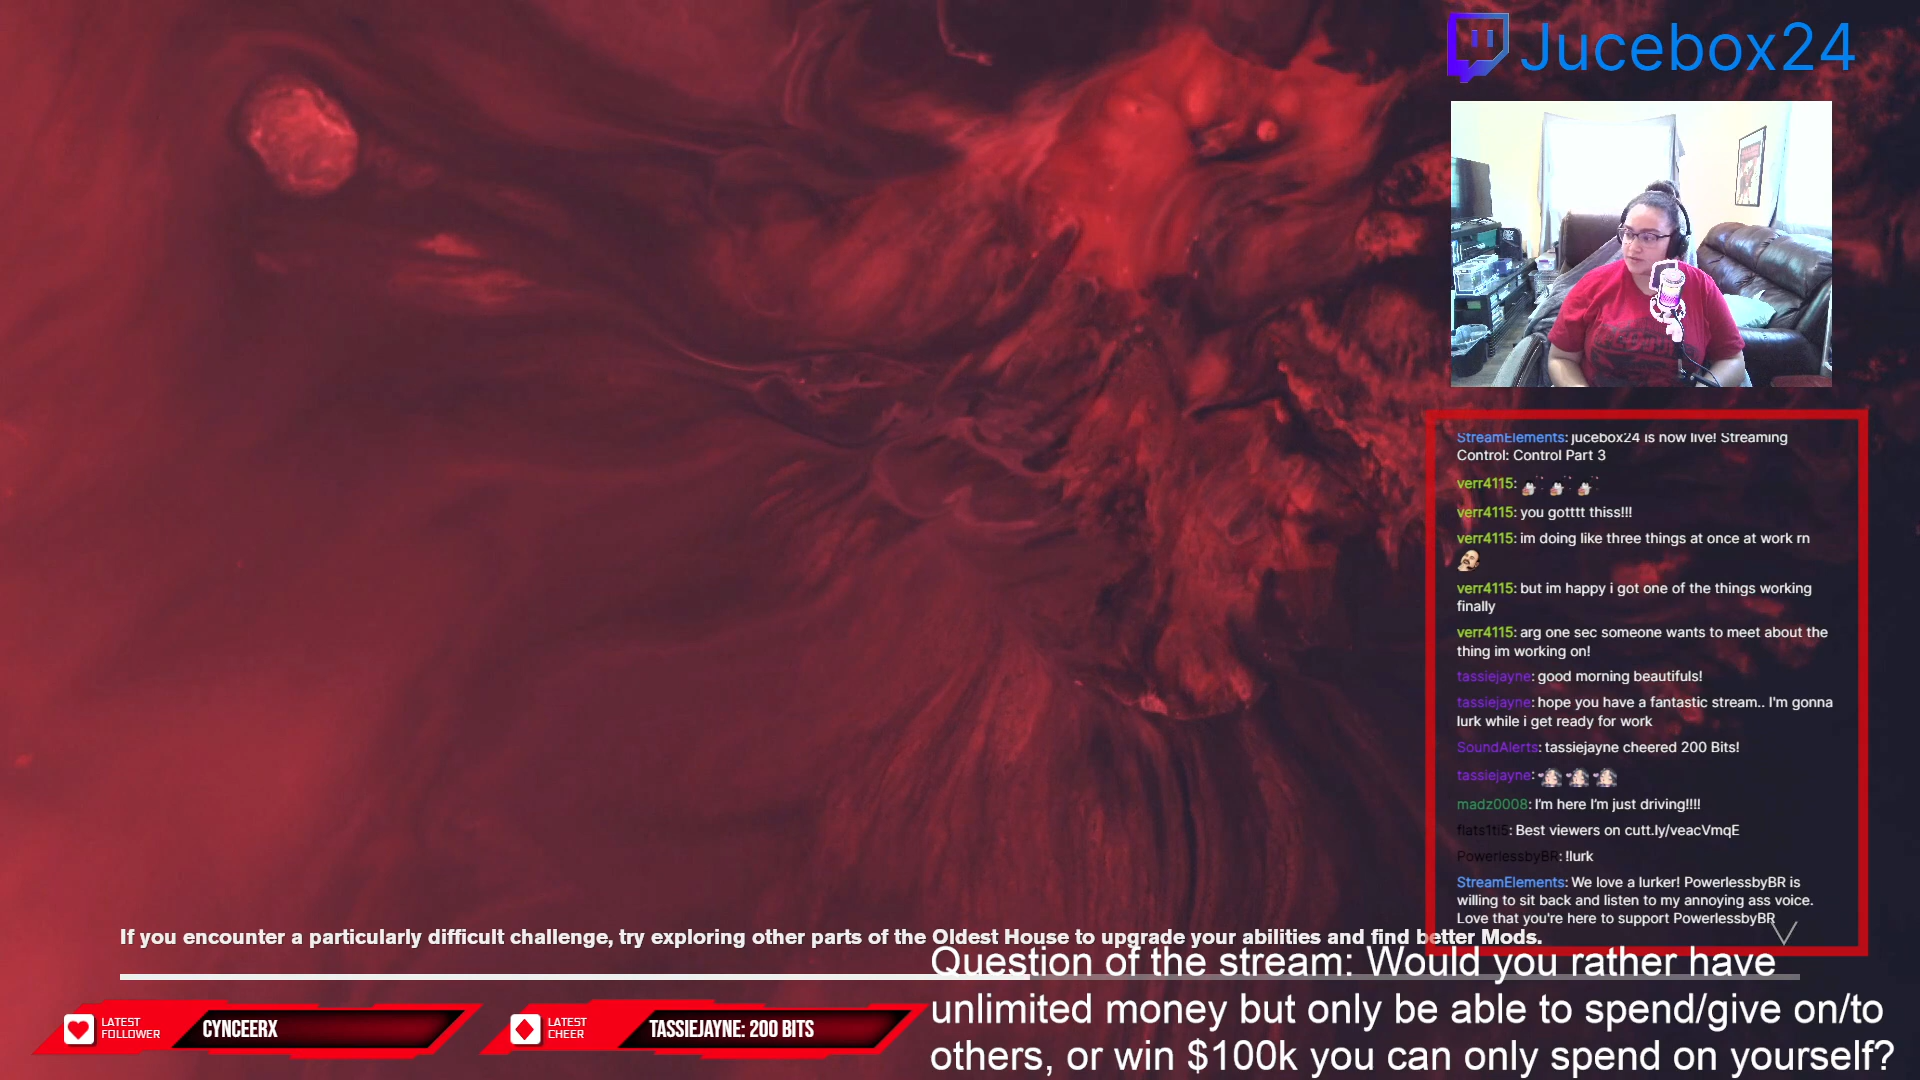 Jucebox24
StreamElements: jucebox24 is now live! Streaming
Control: Control Part 3
verr4115:
verr4115: you gotttt thiss!!!
verr4115: im doing like three things at once at work rn
verr4115: but im happy i got one of the things working
finally
verr4115: arg one sec someone wants to meet about the
thing im working on!
tassiejayne: good morning beautifuls!
tassiejayne: hope you have a fantastic stream.. I'm gonna
lurk while i get ready for work
SoundAlerts: tassiejayne cheered 200 Bits!
tassiejayne:
madz0008: I'm here I'm just driving!!!!
flats1ti5: Best viewers on cutt.ly/veacVmqE
PowerlessbyBR: !lurk
StreamElements: We love a lurker! PowerlessbyBR is
willing to sit back and listen to my annoying ass voice.
Love that you're here to support PowerlessbyBR
If you encounter a particularly difficult challenge, try exploring other parts of the Oldest House to upgrade your abilities and find better Mods.
Question of the stream: Would you rather have
unlimited money but only be able to spend/give on/to
others, or win $100k you can only spend on yourself?
LATEST
FOLLOWER
CYNCEERX
LATEST
CHEER
TASSIEJAYNE: 200 BITS